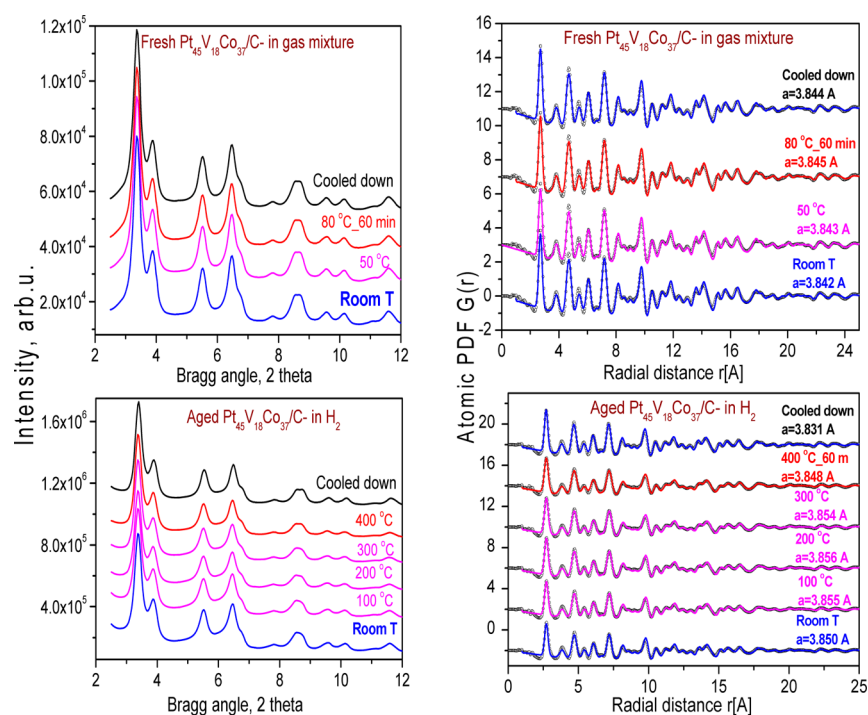 Fresh Pt45V18Co37/C- in gas mixture
1.2x10^5
1.0x10^5
8.0x10^4
6.0x10^4
4.0x10^4
2.0x10^4
Cooled down
80 °C_60 min
50 °C
Room T
2 4 6 8 10 12
Bragg angle, 2 theta
Intensity, arb.u.
Aged Pt45V18Co37/C- in H2
1.6x10^6
1.2x10^6
8.0x10^5
4.0x10^5
Cooled down
400 °C
300 °C
200 °C
100 °C
Room T
2 4 6 8 10 12
Bragg angle, 2 theta
Fresh Pt45V18Co37/C- in gas mixture
16
14
12
10
8
6
4
2
0
-2
Cooled down
a=3.844 A
80 °C_60 min
a=3.845 A
50 °C
a=3.843 A
Room T
a=3.842 A
0 4 8 12 16 20 24
Radial distance r[A]
Atomic PDF G(r)
Aged Pt45V18Co37/C- in H2
20
16
12
8
4
0
Cooled down
a=3.831 A
400 °C_60 m
a=3.848 A
300 °C
a=3.854 A
200 °C
a=3.856 A
100 °C
a=3.855 A
Room T
a=3.850 A
0 5 10 15 20 25
Radial distance r[A]